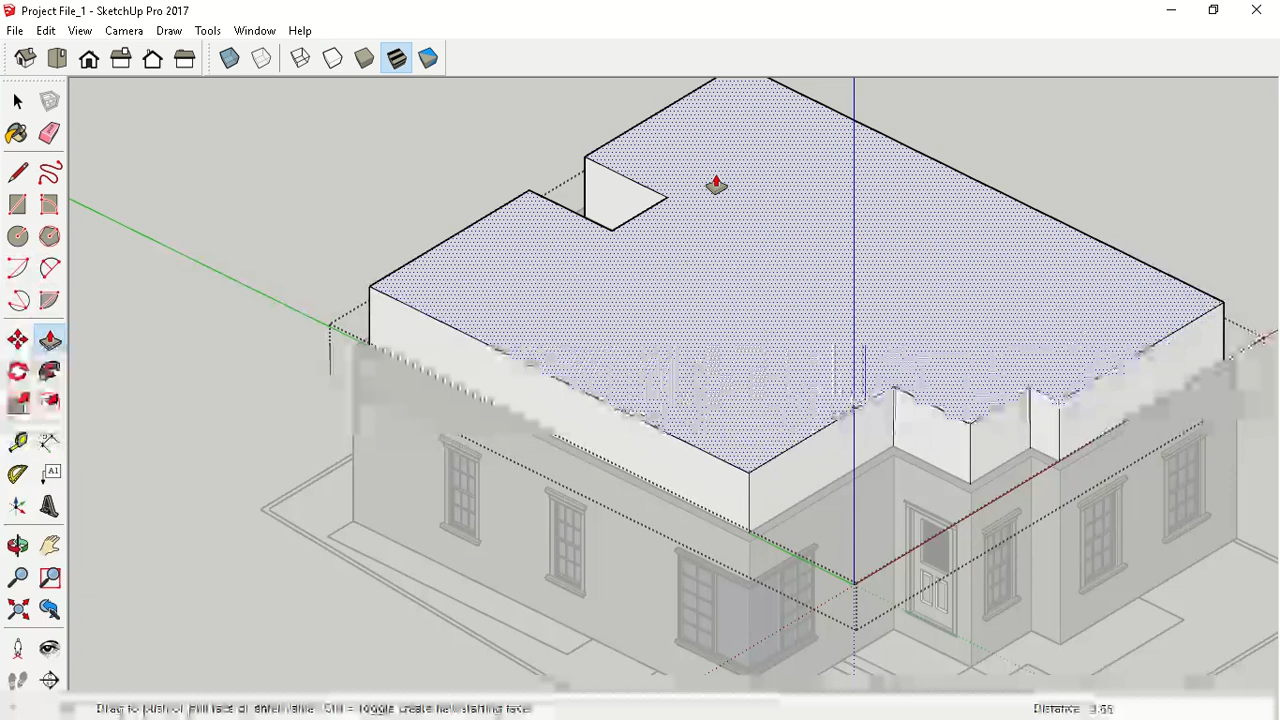 Project File_1 - SketchUp Pro 2017
File Edit View Camera Draw Tools Window Help
A1
Drag to push or pull face or enter value. Ctrl = toggle create new starting face.
Distance